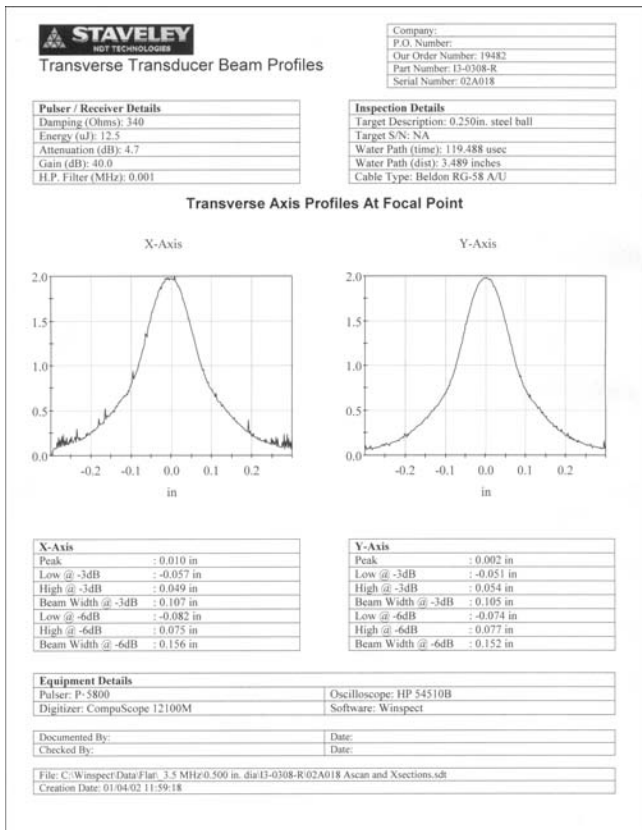 STAVELEY
NDT TECHNOLOGIES
Transverse Transducer Beam Profiles
Company:
P.O. Number:
Our Order Number: 19482
Part Number: I3-0308-R
Serial Number: 02A018
Pulser / Receiver Details
Damping (Ohms): 340
Energy (uJ): 12.5
Attenuation (dB): 4.7
Gain (dB): 40.0
H.P. Filter (MHz): 0.001
Inspection Details
Target Description: 0.250in. steel ball
Target S/N: NA
Water Path (time): 119.488 usec
Water Path (dist): 3.489 inches
Cable Type: Beldon RG-58 A/U
Transverse Axis Profiles At Focal Point
X-Axis
2.0
1.5
1.0
0.5
0.0
-0.2 -0.1 0.0 0.1 0.2
in
Y-Axis
2.0
1.5
1.0
0.5
0.0
-0.2 -0.1 0.0 0.1 0.2
in
X-Axis
Peak : 0.010 in
Low @ -3dB : -0.057 in
High @ -3dB : 0.049 in
Beam Width @ -3dB : 0.107 in
Low @ -6dB : -0.082 in
High @ -6dB : 0.075 in
Beam Width @ -6dB : 0.156 in
Y-Axis
Peak : 0.002 in
Low @ -3dB : -0.051 in
High @ -3dB : 0.054 in
Beam Width @ -3dB : 0.105 in
Low @ -6dB : -0.074 in
High @ -6dB : 0.077 in
Beam Width @ -6dB : 0.152 in
Equipment Details
Pulser: P-5800 Oscilloscope: HP 54510B
Digitizer: CompuScope 12100M Software: Winspect
Documented By: Date:
Checked By: Date:
File: C:\Winspect\Data\Flat\_3.5 MHz\0.500 in. dia\I3-0308-R\02A018 Ascan and Xsections.sdt
Creation Date: 01/04/02 11:59:18